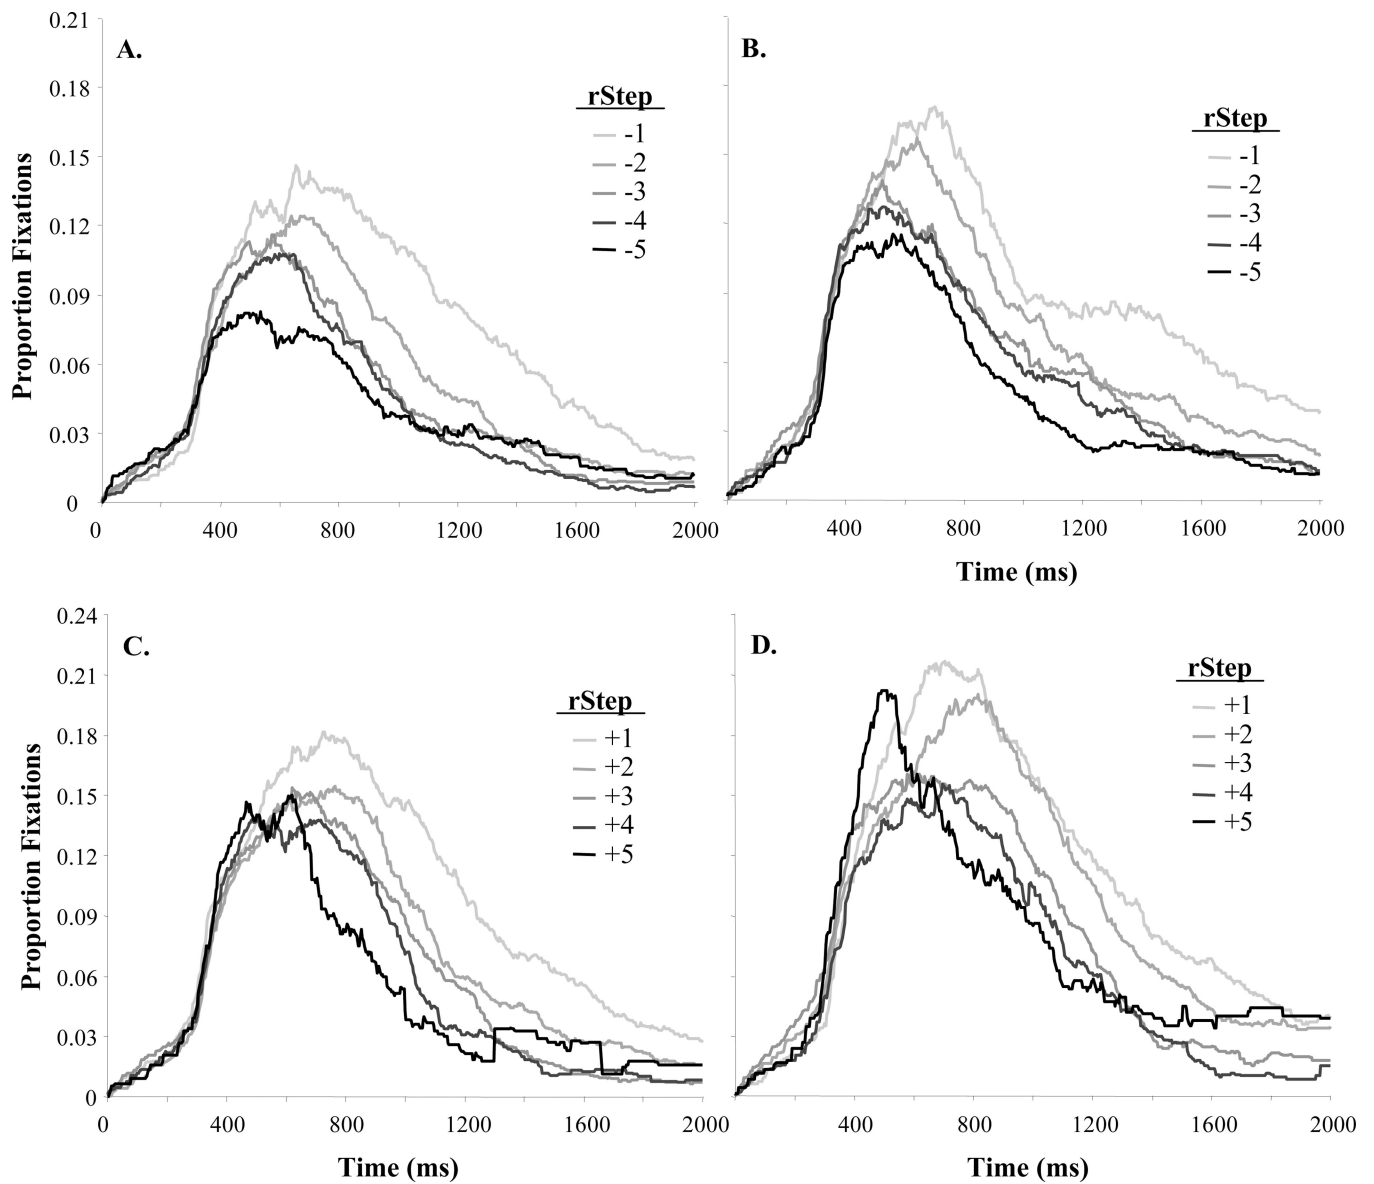 0.21
A.
B.
0.18
rStep
rStep
-1
-2
-3
-4
-5
-1
-2
-3
-4
-5
0.15
0.12
0.09
0.06
0.03
0
Proportion Fixations
0 400 800 1200 1600 2000
400 800 1200 1600 2000
Time (ms)
0.24
C.
D.
0.21
rStep
rStep
+1
+2
+3
+4
+5
+1
+2
+3
+4
+5
0.18
0.15
0.12
0.09
0.06
0.03
0
Proportion Fixations
0 400 800 1200 1600 2000
400 800 1200 1600 2000
Time (ms)
Time (ms)